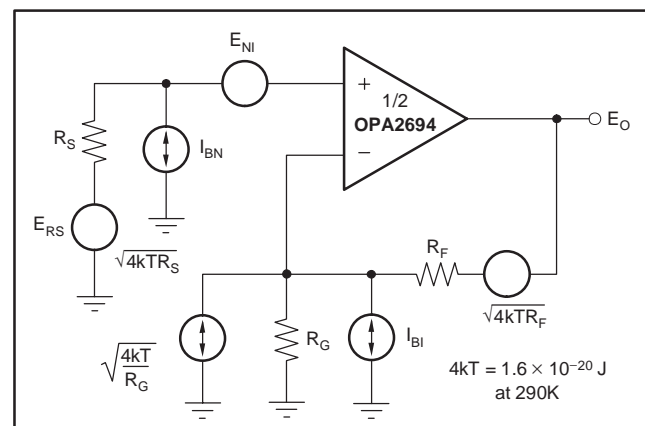 E_NI
+
1/2
OPA2694
−
E_O
R_S
I_BN
E_RS
√4kTR_S
R_F
√4kTR_F
√4kT/R_G
R_G
I_BI
4kT = 1.6 × 10^−20 J
at 290K